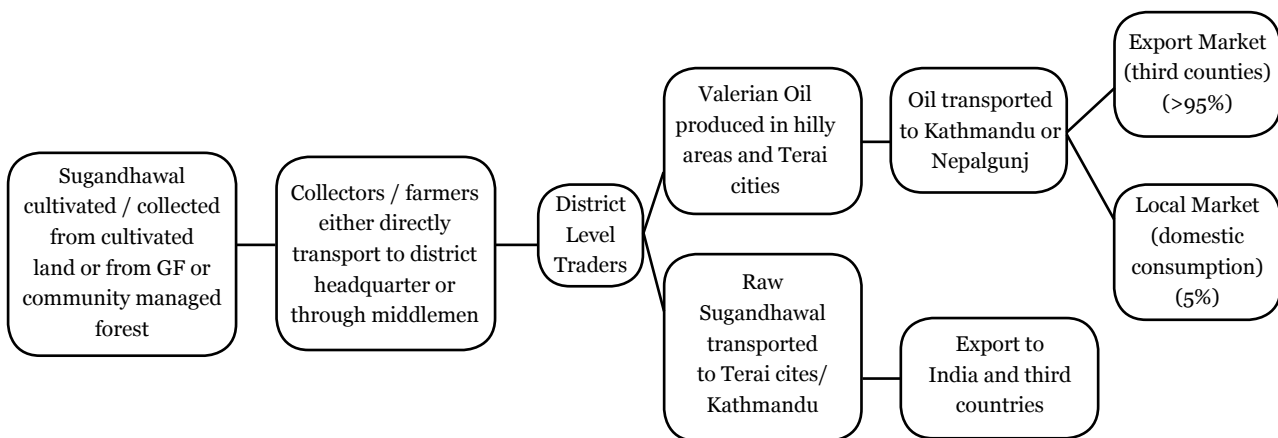 Sugandhawal
cultivated / collected
from cultivated
land or from GF or
community managed
forest
Collectors / farmers
either directly
transport to district
headquarter or
through middlemen
District
Level
Traders
Valerian Oil
produced in hilly
areas and Terai
cities
Oil transported
to Kathmandu or
Nepalgunj
Export Market
(third counties)
(>95%)
Local Market
(domestic
consumption)
(5%)
Raw
Sugandhawal
transported
to Terai cites/
Kathmandu
Export to
India and third
countries